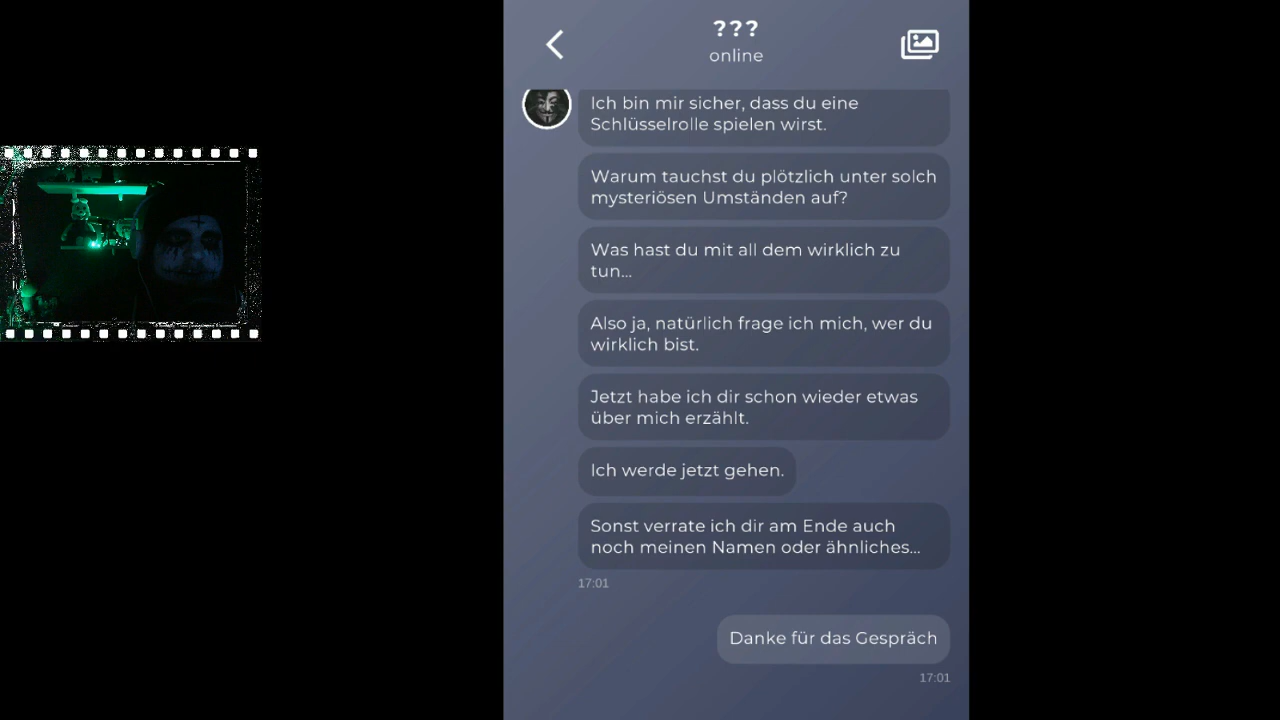 ???
online
Ich bin mir sicher, dass du eine
Schlüsselrolle spielen wirst.
Warum tauchst du plötzlich unter solch
mysteriösen Umständen auf?
Was hast du mit all dem wirklich zu
tun...
Also ja, natürlich frage ich mich, wer du
wirklich bist.
Jetzt habe ich dir schon wieder etwas
über mich erzählt.
Ich werde jetzt gehen.
Sonst verrate ich dir am Ende auch
noch meinen Namen oder ähnliches...
17:01
Danke für das Gespräch
17:01